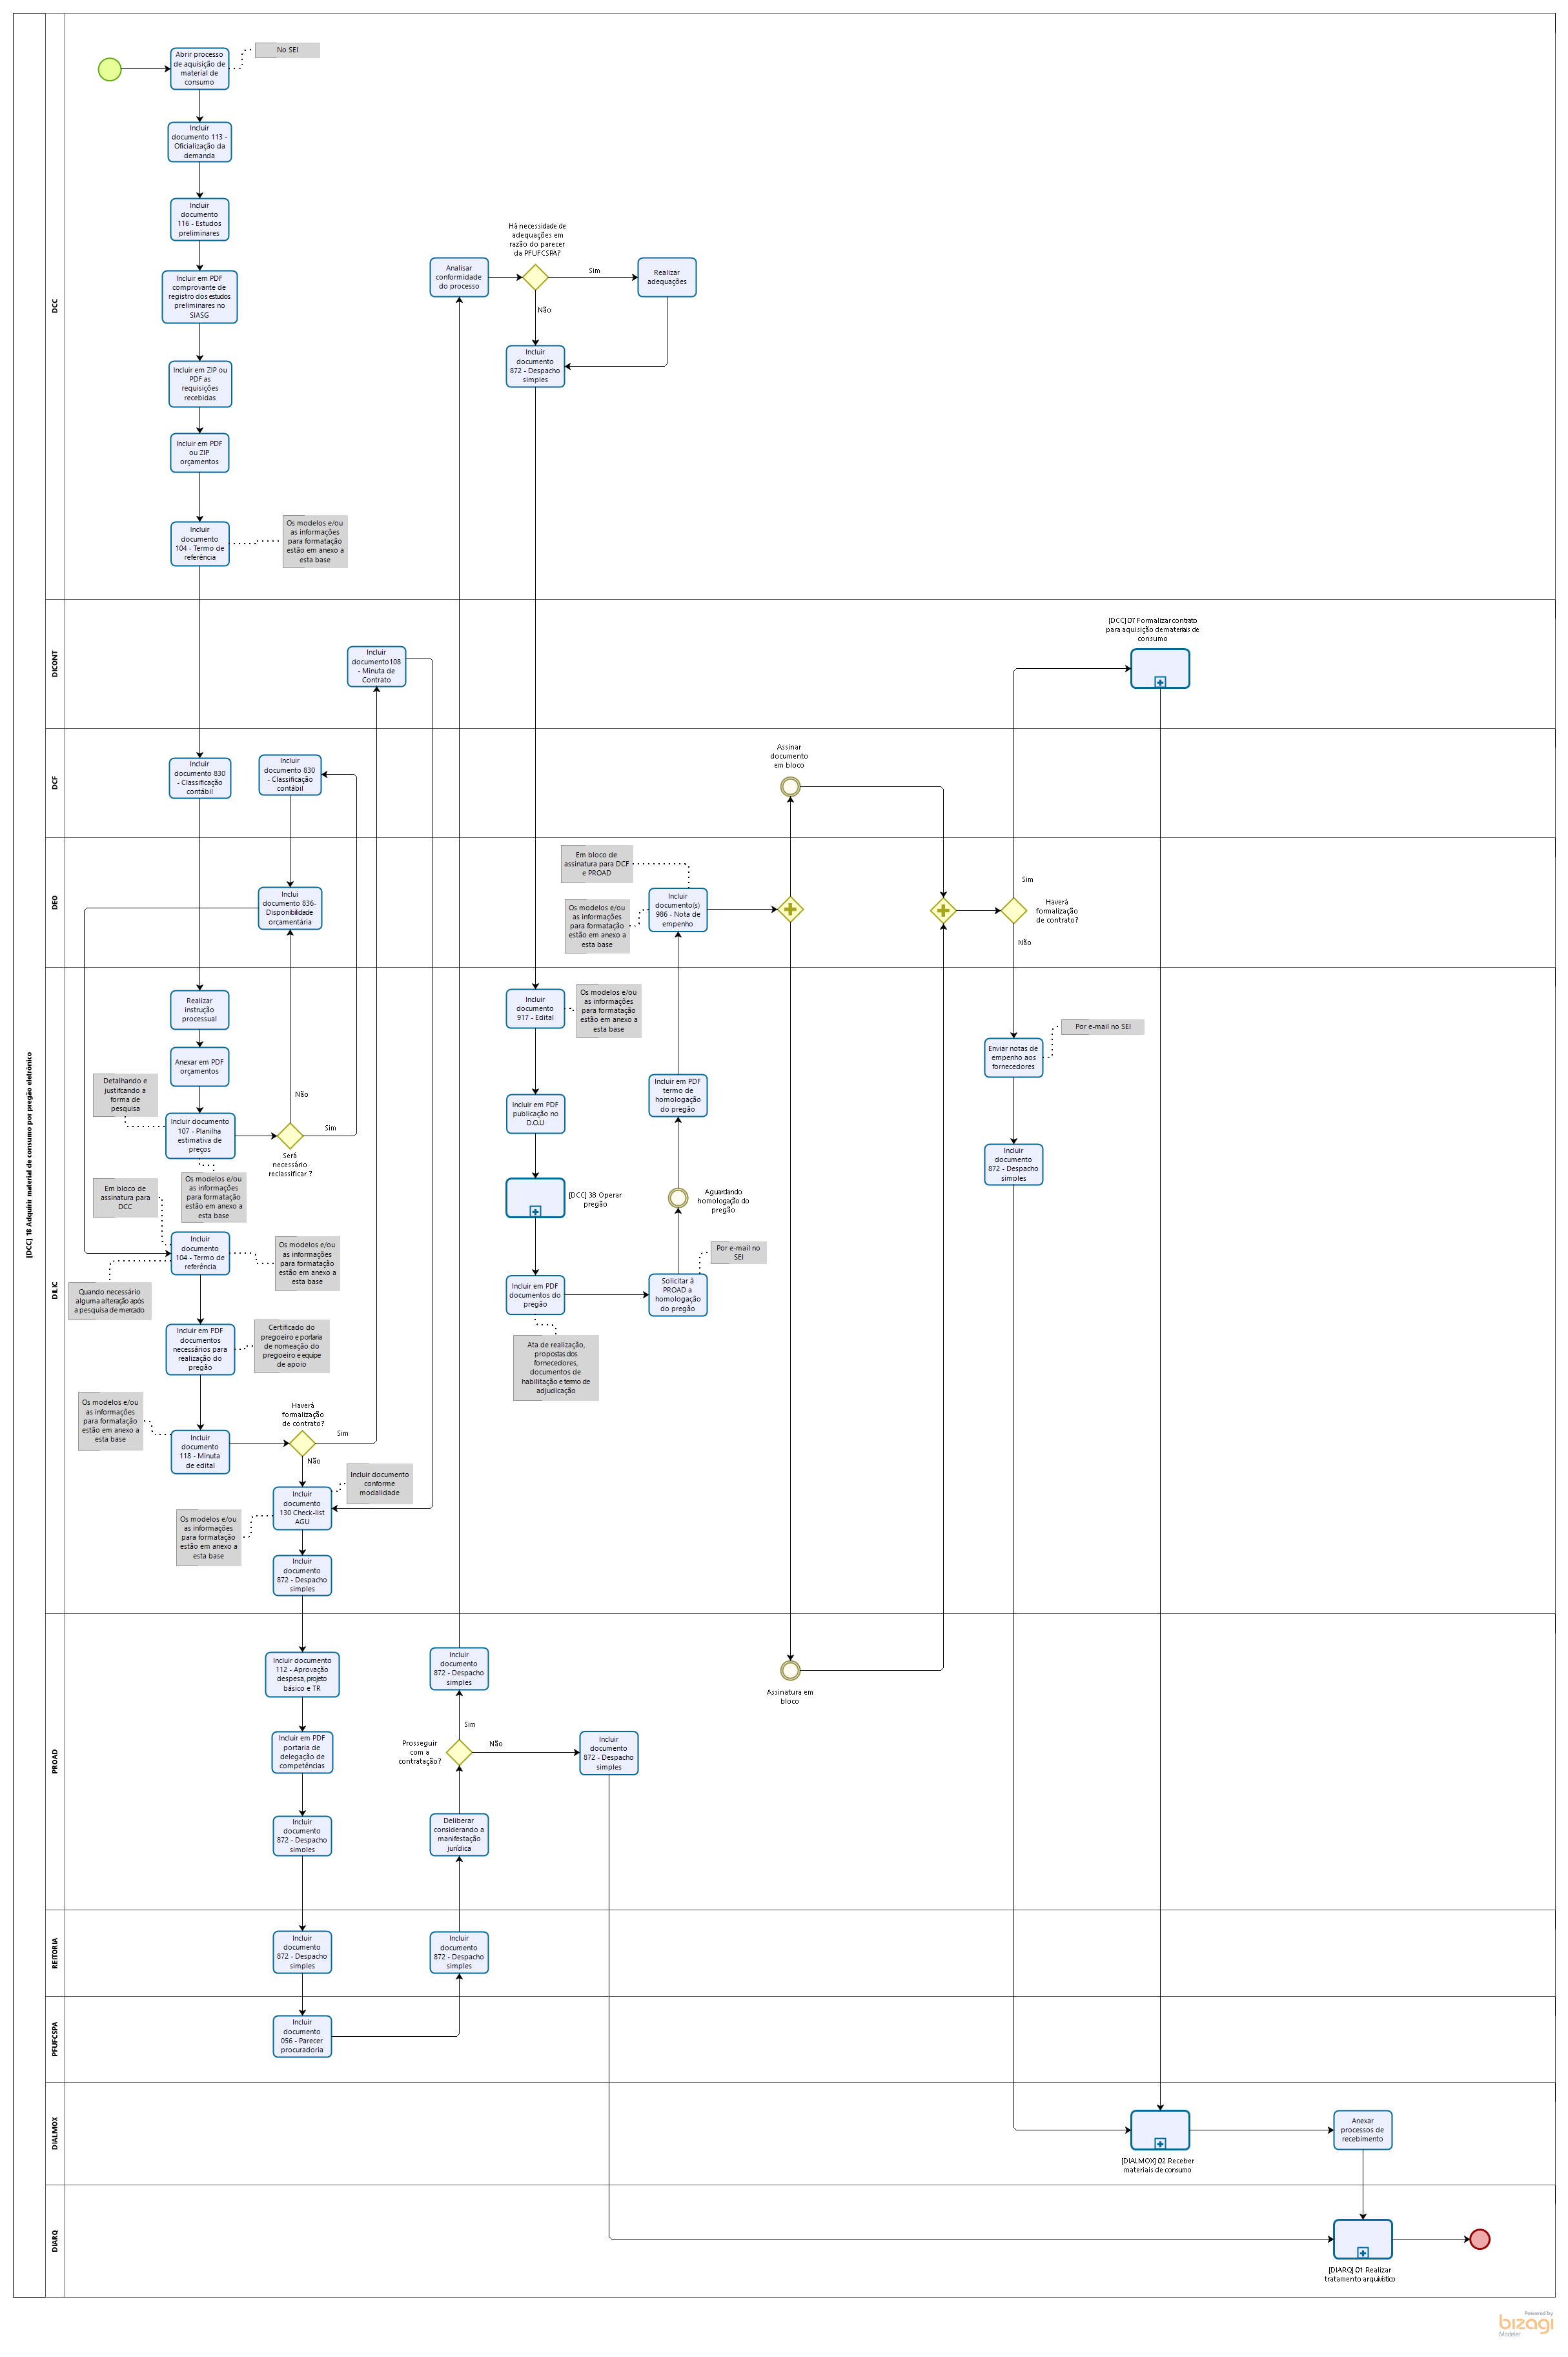 [DCC] 18 Adquirir material de consumo por pregão eletrônico
DCC
Abrir processo
de aquisição de
material de
consumo
No SEI
Incluir
documento 113 -
Oficialização da
demanda
Incluir
documento
116 - Estudos
preliminares
Incluir em PDF
comprovante de
registro dos estudos
preliminares no
SIASG
Incluir em ZIP ou
PDF as
requisições
recebidas
Incluir em PDF
ou ZIP
orçamentos
Incluir
documento
104 - Termo de
referência
Os modelos e/ou
as informações
para formatação
estão em anexo a
esta base
Analisar
conformidade
do processo
Há necessidade de
adequações em
razão do parecer
da PFUFCSPA?
Sim
Realizar
adequações
Não
Incluir
documento
872 - Despacho
simples
DICONT
Incluir
documento108
- Minuta de
Contrato
[DCC] 07 Formalizar contrato
para aquisição de materiais de
consumo
DCF
Incluir
documento 830
- Classificação
contábil
Incluir
documento 830
- Classificação
contábil
Assinar
documento
em bloco
DEO
Inclui
documento 836-
Disponibilidade
orçamentária
Em bloco de
assinatura para DCF
e PROAD
Os modelos e/ou
as informações
para formatação
estão em anexo a
esta base
Incluir
documento(s)
986 - Nota de
empenho
Sim
Haverá
formalização
de contrato?
Não
DILIC
Realizar
instrução
processual
Anexar em PDF
orçamentos
Detalhando e
justifcando a
forma de
pesquisa
Incluir documento
107 - Planilha
estimativa de
preços
Não
Sim
Será
necessário
reclassificar ?
Os modelos e/ou
as informações
para formatação
estão em anexo a
esta base
Em bloco de
assinatura para
DCC
Incluir
documento
104 - Termo de
referência
Os modelos e/ou
as informações
para formatação
estão em anexo a
esta base
Quando necessário
alguma alteração após
a pesquisa de mercado
Incluir em PDF
documentos
necessários para
realização do
pregão
Certificado do
pregoeiro e portaria
de nomeação do
pregoeiro e equipe
de apoio
Os modelos e/ou
as informações
para formatação
estão em anexo a
esta base
Incluir
documento
118 - Minuta
de edital
Haverá
formalização
de contrato?
Sim
Não
Incluir documento
conforme
modalidade
Incluir
documento
130 Check-list
AGU
Os modelos e/ou
as informações
para formatação
estão em anexo a
esta base
Incluir
documento
872 - Despacho
simples
Incluir
documento
917 - Edital
Os modelos e/ou
as informações
para formatação
estão em anexo a
esta base
Incluir em PDF
publicação no
D.O.U
[DCC] 38 Operar
pregão
Incluir em PDF
documentos do
pregão
Ata de realização,
propostas dos
fornecedores,
documentos de
habilitação e termo de
adjudicação
Incluir em PDF
termo de
homologação
do pregão
Aguardando
homologação do
pregão
Por e-mail no
SEI
Solicitar à
PROAD a
homologação
do pregão
Enviar notas de
empenho aos
fornecedores
Por e-mail no SEI
Incluir
documento
872 - Despacho
simples
PROAD
Incluir documento
112 - Aprovação
despesa, projeto
básico e TR
Incluir em PDF
portaria de
delegação de
competências
Incluir
documento
872 - Despacho
simples
Incluir
documento
872 - Despacho
simples
Sim
Prosseguir
com a
contratação?
Não
Incluir
documento
872 - Despacho
simples
Deliberar
considerando a
manifestação
jurídica
Assinatura em
bloco
REITORIA
Incluir
documento
872 - Despacho
simples
Incluir
documento
872 - Despacho
simples
PFUFCSPA
Incluir
documento
056 - Parecer
procuradoria
DIALMOX
[DIALMOX] 02 Receber
materiais de consumo
Anexar
processos de
recebimento
DIARQ
[DIARQ] 01 Realizar
tratamento arquivístico
Powered by
bizagi
Modeler